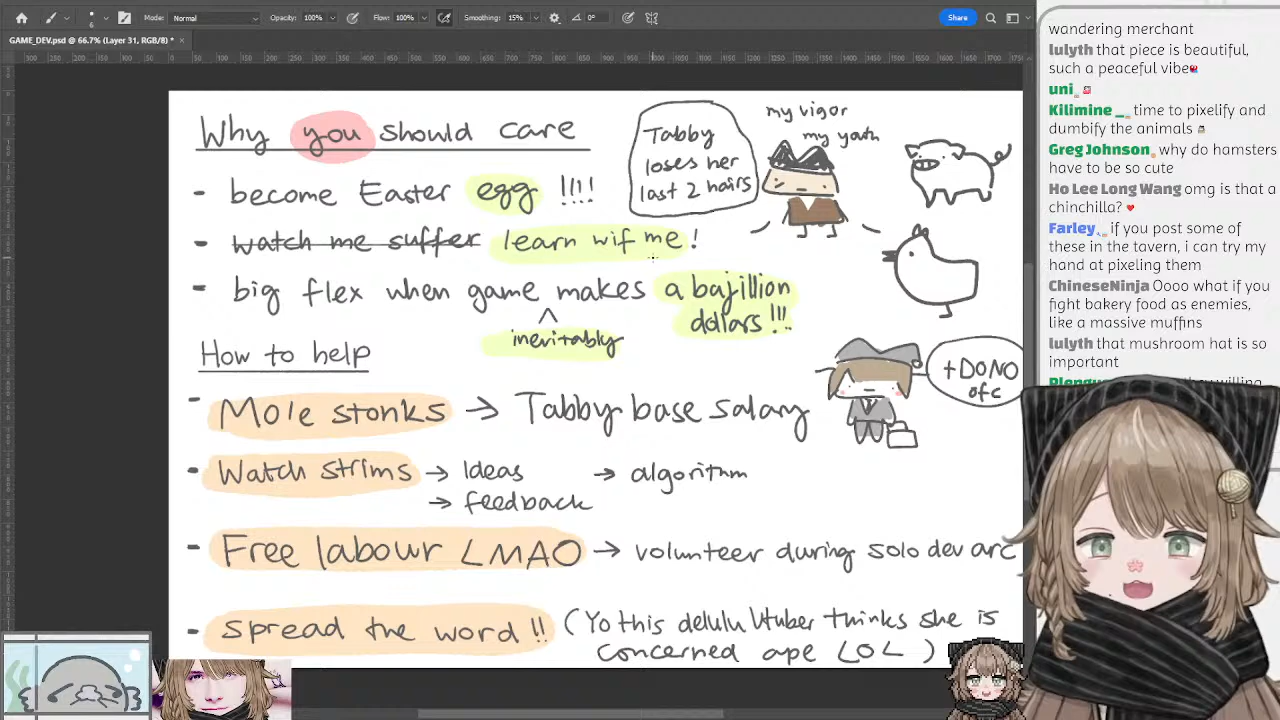 Mode: Normal Opacity: 100% Flow: 100% Smoothing: 15% 0° Share
GAME_DEV.psd @ 66.7% (Layer 31, RGB/8) *
Why you should care
- become Easter egg !!!!
- watch me suffer learn wif me!
- big flex when game makes a bajillion
dollars!!!
^
inevitably
Tabby
loses her
last 2 hairs
my vigor
my youth
How to help
- Mole stonks → Tabby base salary
+DONO
ofc
- Watch strims → Ideas → algorithm
→ feedback
- Free labour LMAO → volunteer during solo dev arc
- spread the word!! (Yo this delulu Vtuber thinks she is
concerned ape LOL)
wandering merchant
lulyth that piece is beautiful,
such a peaceful vibe
uni
Kilimine_ time to pixelify and
dumbify the animals
Greg Johnson why do hamsters
have to be so cute
Ho Lee Long Wang omg is that a
chinchilla?
Farley if you post some of
these in the tavern, i can try my
hand at pixeling them
ChineseNinja Oooo what if you
fight bakery food as enemies,
like a massive muffins
lulyth that mushroom hat is so
important